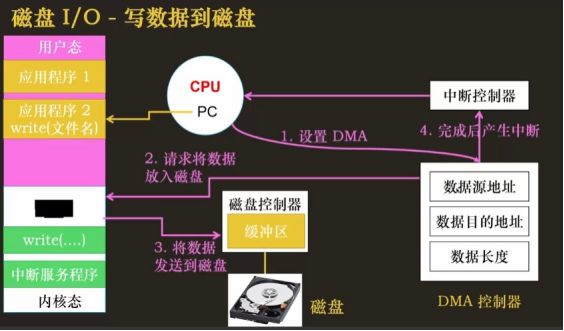 磁盘 I/O - 写数据到磁盘
用户态
应用程序 1
应用程序 2
write(文件名)
CPU
PC
中断控制器
1. 设置 DMA
4. 完成后产生中断
2. 请求将数据
放入磁盘
数据源地址
数据目的地址
数据长度
磁盘控制器
缓冲区
write(....)
3. 将数据
发送到磁盘
中断服务程序
内核态
磁盘
DMA 控制器